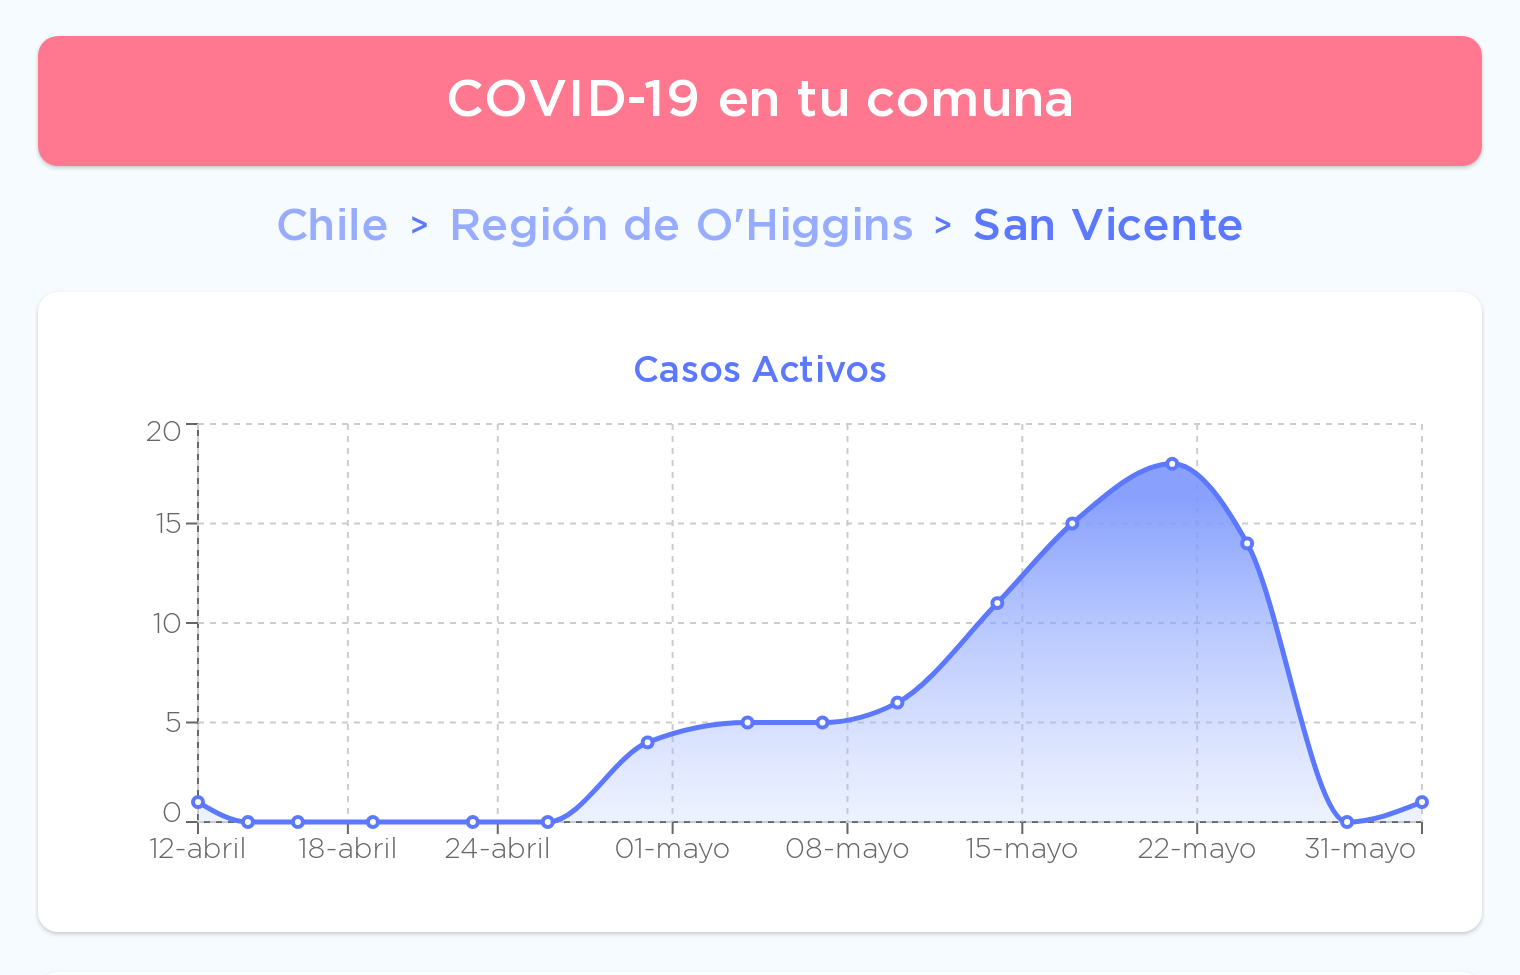 COVID-19 en tu comuna
Chile > Región de O'Higgins > San Vicente
Casos Activos
20
15
10
5
0
12-abril 18-abril 24-abril 01-mayo 08-mayo 15-mayo 22-mayo 31-mayo